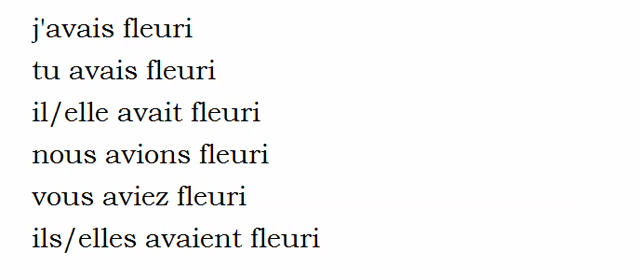 j'avais fleuri
tu avais fleuri
il/elle avait fleuri
nous avions fleuri
vous aviez fleuri
ils/elles avaient fleuri